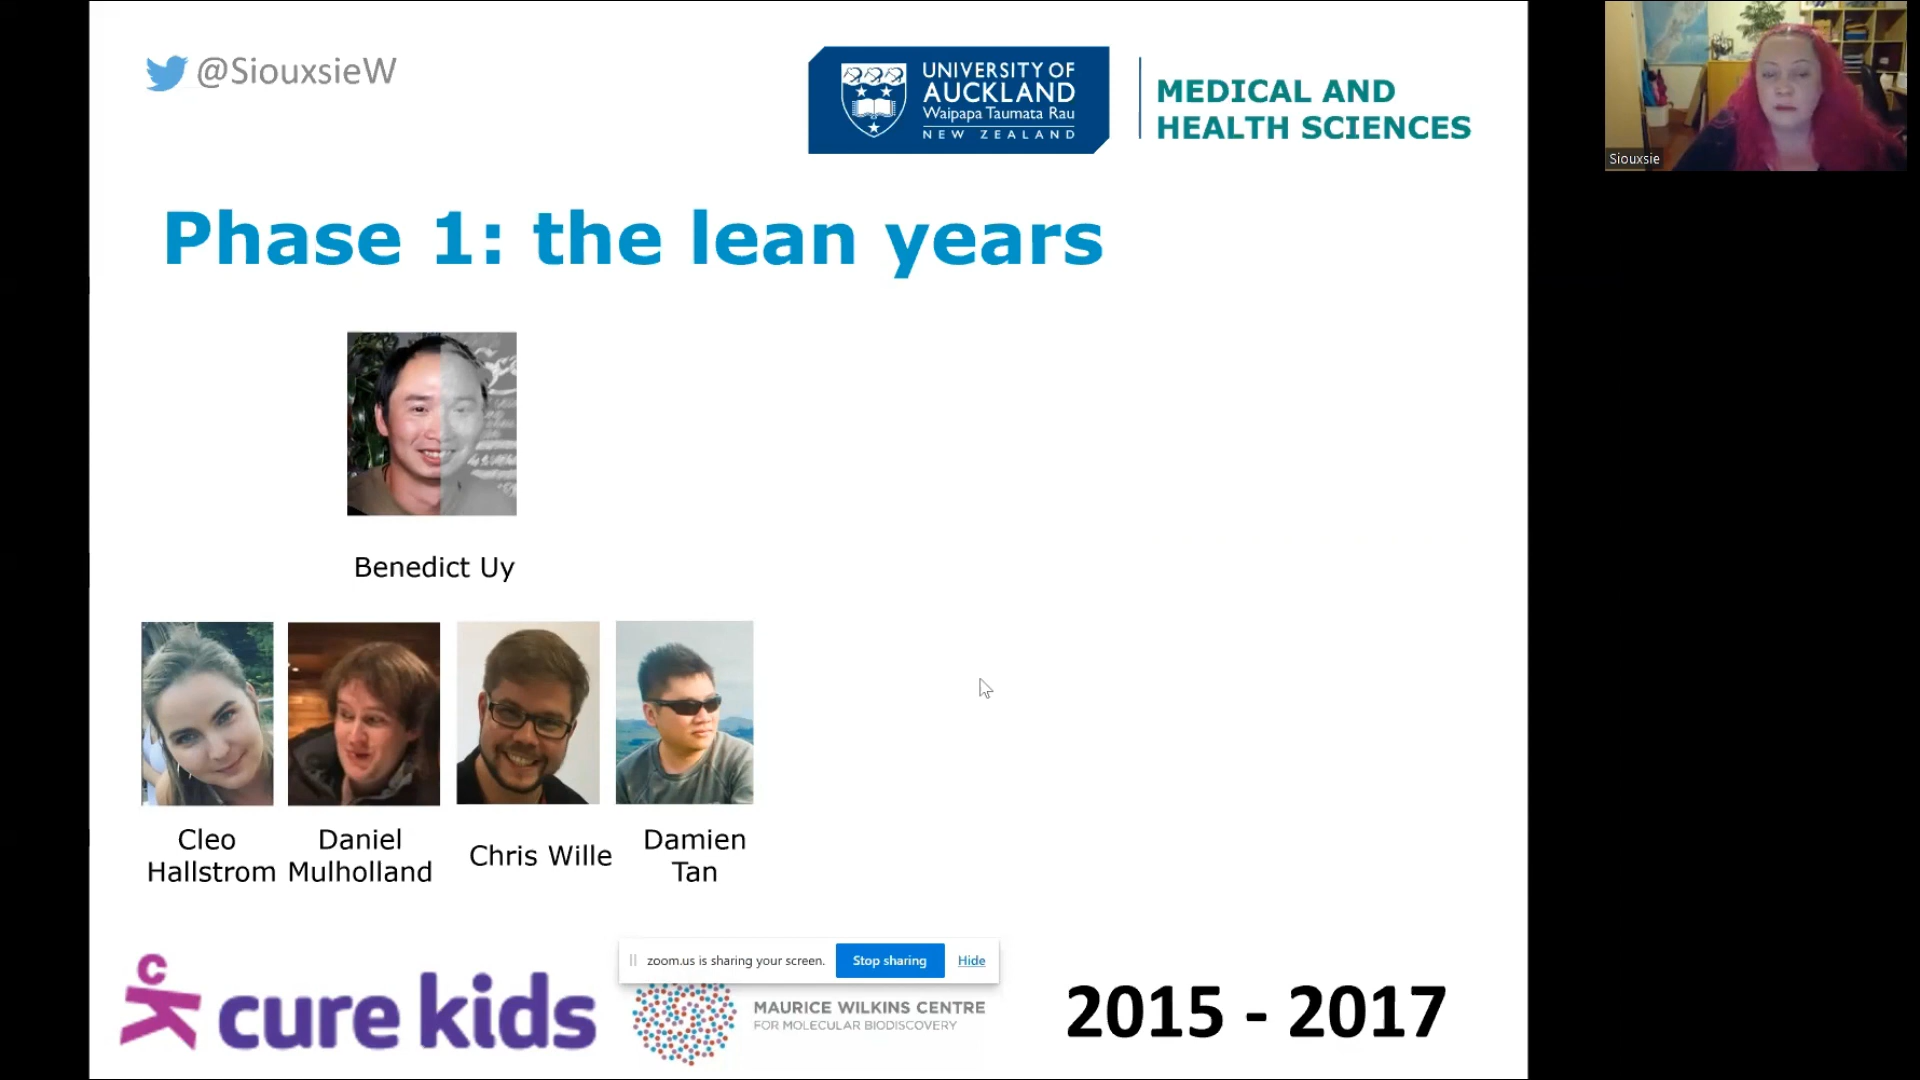 @SiouxsieW
UNIVERSITY OF
AUCKLAND
Waipapa Taumata Rau
NEW ZEALAND
MEDICAL AND
HEALTH SCIENCES
Siouxsie
Phase 1: the lean years
Benedict Uy
Cleo
Hallstrom
Daniel
Mulholland
Chris Wille
Damien
Tan
zoom.us is sharing your screen.
Stop sharing
Hide
cure kids
MAURICE WILKINS CENTRE
FOR MOLECULAR BIODISCOVERY
2015 - 2017